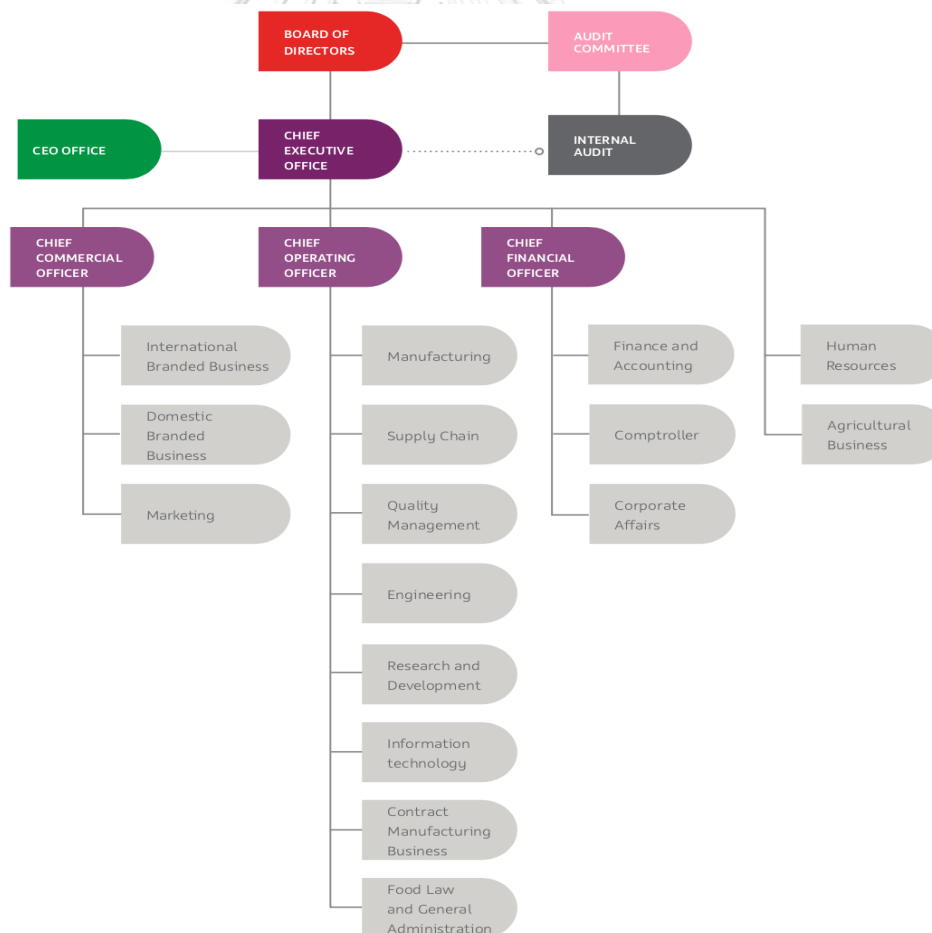 BOARD OF
DIRECTORS
AUDIT
COMMITTEE
CEO OFFICE
CHIEF
EXECUTIVE
OFFICE
INTERNAL
AUDIT
CHIEF
COMMERCIAL
OFFICER
CHIEF
OPERATING
OFFICER
CHIEF
FINANCIAL
OFFICER
International
Branded Business
Domestic
Branded
Business
Marketing
Manufacturing
Supply Chain
Quality
Management
Engineering
Research and
Development
Information
technology
Contract
Manufacturing
Business
Food Law
and General
Administration
Finance and
Accounting
Comptroller
Corporate
Affairs
Human
Resources
Agricultural
Business